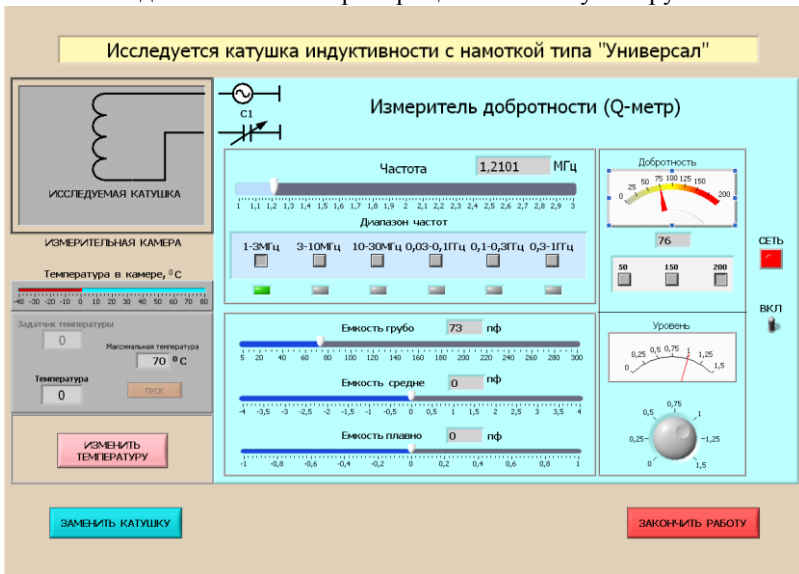 Исследуется катушка индуктивности с намоткой типа "Универсал"
C1
Измеритель добротности (Q-метр)
ИССЛЕДУЕМАЯ КАТУШКА
ИЗМЕРИТЕЛЬНАЯ КАМЕРА
Температура в камере, ⁰C
-40 -30 -20 -10 0 10 20 30 40 50 60 70 80
Задатчик температуры
0
Максимальная температура
70 ⁰C
Температура
0
ПУСК
ИЗМЕНИТЬ
ТЕМПЕРАТУРУ
ЗАМЕНИТЬ КАТУШКУ
Частота 1,2101 МГц
1 1,1 1,2 1,3 1,4 1,5 1,6 1,7 1,8 1,9 2 2,1 2,2 2,3 2,4 2,5 2,6 2,7 2,8 2,9 3
Диапазон частот
1-3МГц 3-10МГц 10-30МГц 0,03-0,1ГГц 0,1-0,3ГГц 0,3-1ГГц
Емкость грубо 73 пф
5 20 40 60 80 100 120 140 160 180 200 220 240 260 280 300
Емкость средне 0 пф
-4 -3,5 -3 -2,5 -2 -1,5 -1 -0,5 0 0,5 1 1,5 2 2,5 3 3,5 4
Емкость плавно 0 пф
-1 -0,8 -0,6 -0,4 -0,2 0 0,2 0,4 0,6 0,8 1
Добротность
0 25 50 75 100 125 150 200
76
50 150 200
Уровень
0 0,25 0,5 0,75 1 1,25 1,5
0 0,25 0,5 0,75 1 1,25 1,5
СЕТЬ
ВКЛ
ЗАКОНЧИТЬ РАБОТУ